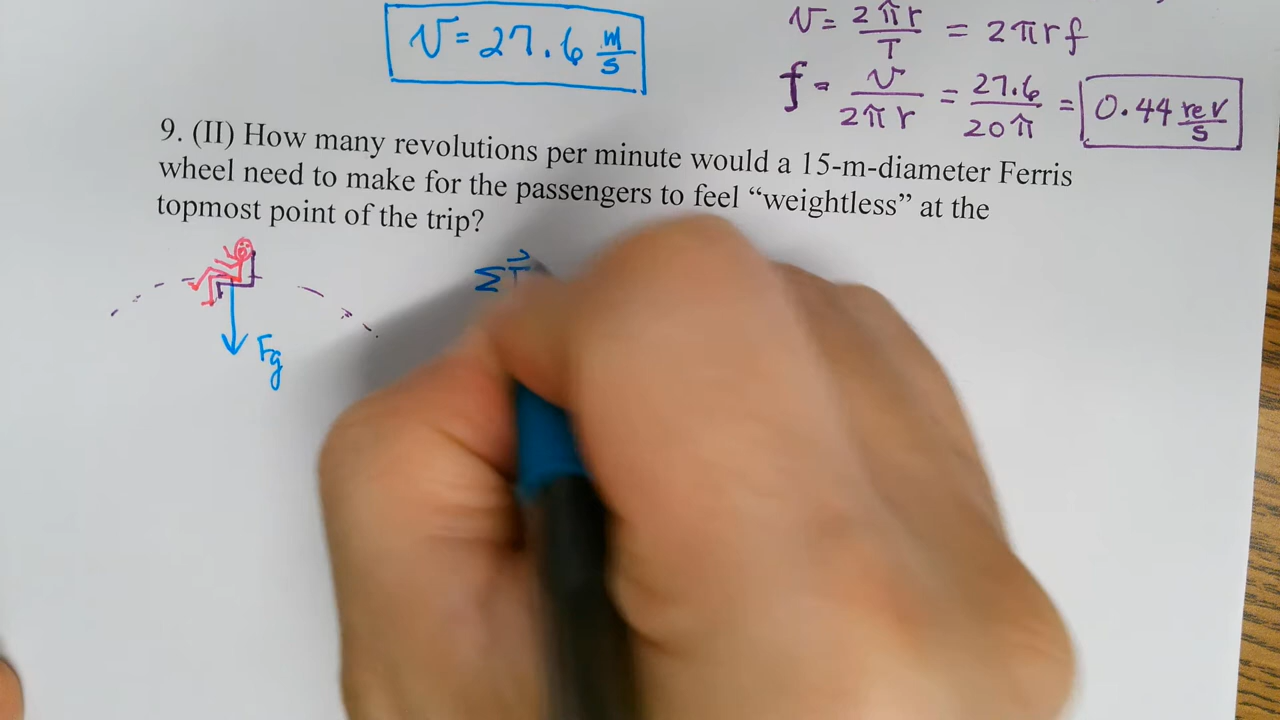 v = 27.6 m/s
v = 2πr/T = 2πrf
f = v/2πr = 27.6/20π = 0.44 rev/s
9. (II) How many revolutions per minute would a 15-m-diameter Ferris
wheel need to make for the passengers to feel “weightless” at the
topmost point of the trip?
Σ
Fg